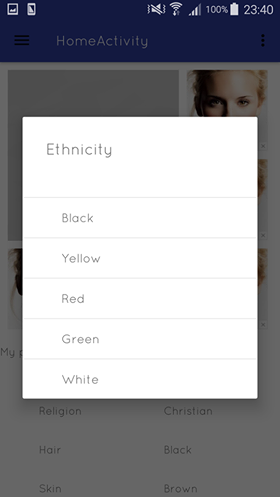 100% 23:40
HomeActivity
Ethnicity
Black
Yellow
Red
Green
White
My p
Religion Christian
Hair Black
Skin Brown